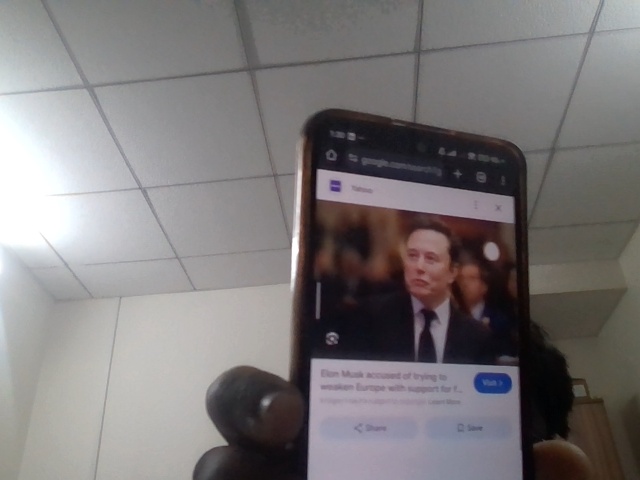 google.com/search?q
Yahoo
Elon Musk accused of trying to
weaken Europe with support for f...
Learn More
Visit >
Share
Save